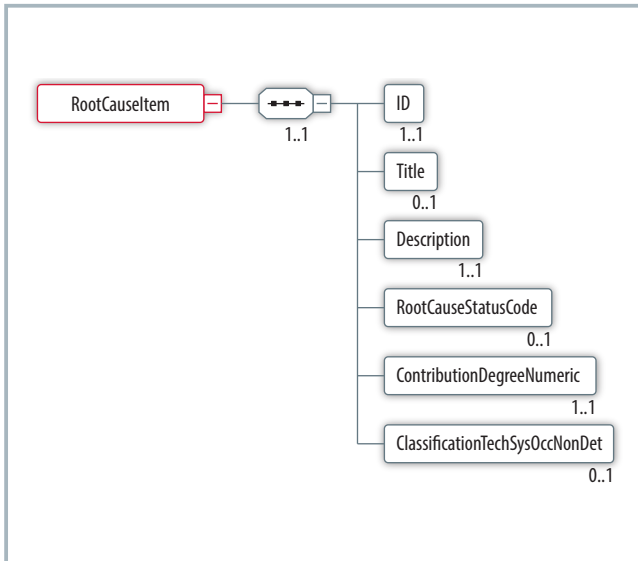 RootCauseItem
1..1
ID
1..1
Title
0..1
Description
1..1
RootCauseStatusCode
0..1
ContributionDegreeNumeric
1..1
ClassificationTechSysOccNonDet
0..1